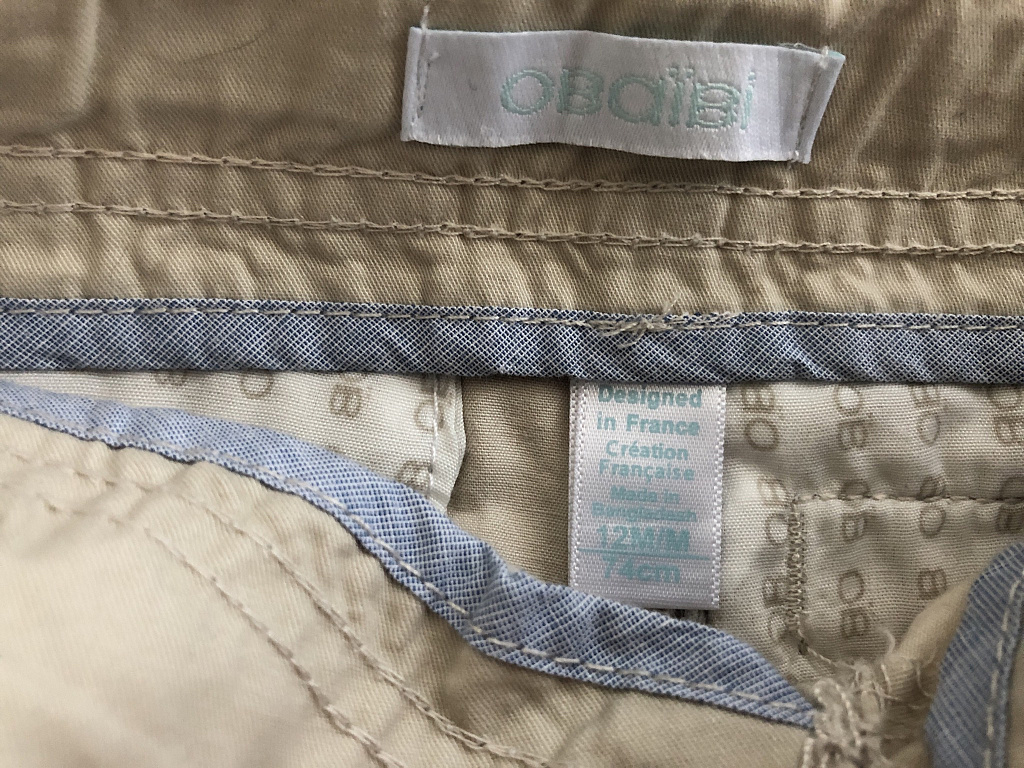 OBaïbi
Designed
in France
Création
Française
Made in
Bangladesh
12M/M
74cm